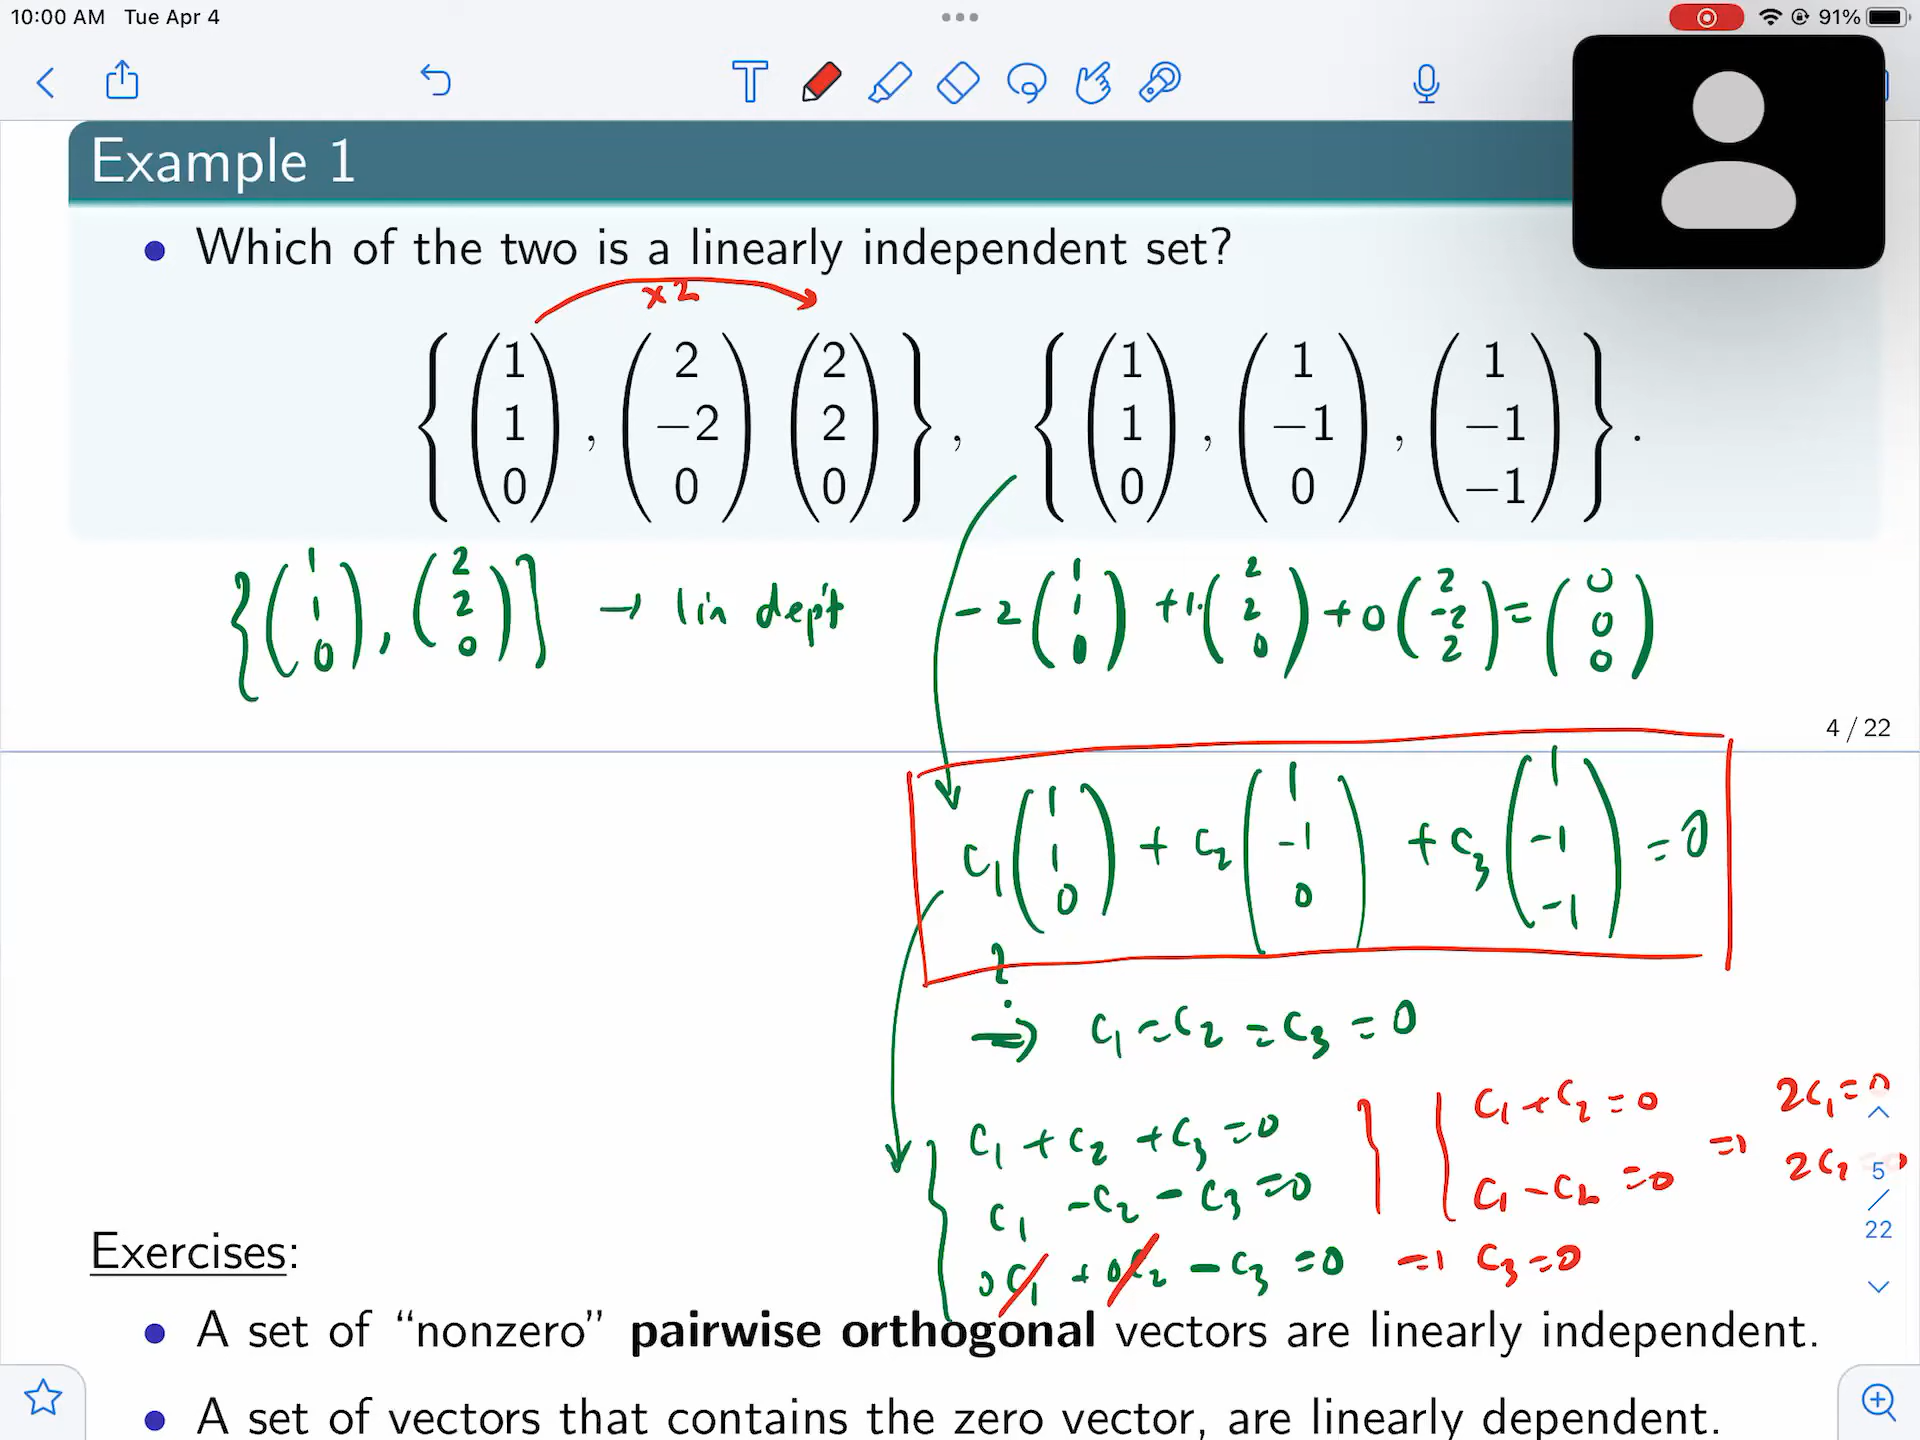 10:00 AM Tue Apr 4 91%
Example 1
• Which of the two is a linearly independent set?
×2
{ (1 1 0), (2 −2 0) (2 2 0) }, { (1 1 0), (1 −1 0), (1 −1 −1) }.
{ (1 1 0), (2 2 0) } → lin dep't
−2 (1 1 0) +1· (2 2 0) + 0 (2 −2 2) = (0 0 0)
4 / 22
c₁ (1 1 0) + c₂ (1 −1 0) + c₃ (1 −1 −1) = 0
?
⇒ c₁ = c₂ = c₃ = 0
c₁ + c₂ + c₃ = 0 } { c₁ + c₂ = 0 ⇒ 2c₁ = 0
c₁ − c₂ − c₃ = 0 c₁ − c₂ = 0 2c₂ = 0
0c₁ + 0c₂ − c₃ = 0 ⇒ c₃ = 0
5 / 22
Exercises:
• A set of “nonzero” pairwise orthogonal vectors are linearly independent.
• A set of vectors that contains the zero vector, are linearly dependent.